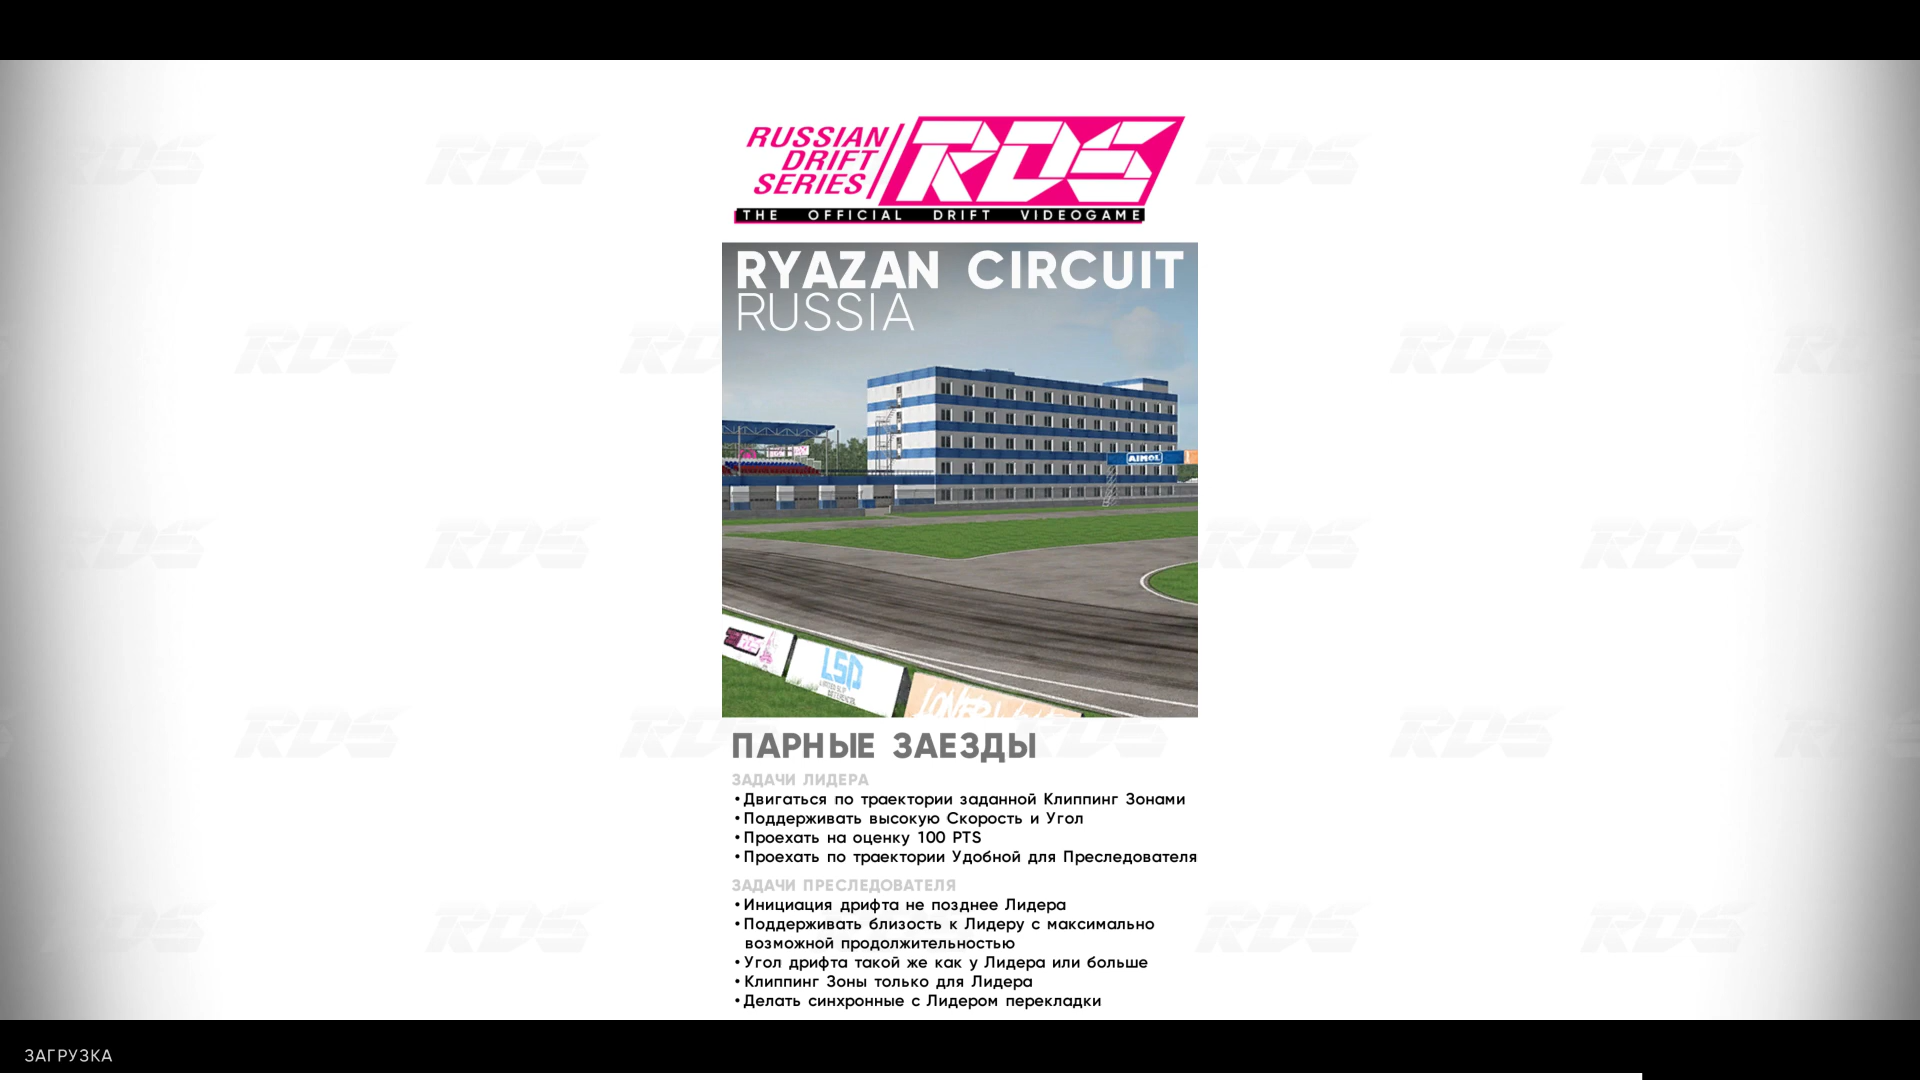 RUSSIAN
DRIFT
SERIES
RDS
THE OFFICIAL DRIFT VIDEOGAME
RYAZAN CIRCUIT
RUSSIA
AIMOL
RDS
LSD
ПАРНЫЕ ЗАЕЗДЫ
ЗАДАЧИ ЛИДЕРА
•Двигаться по траектории заданной Клиппинг Зонами
•Поддерживать высокую Скорость и Угол
•Проехать на оценку 100 PTS
•Проехать по траектории Удобной для Преследователя
ЗАДАЧИ ПРЕСЛЕДОВАТЕЛЯ
•Инициация дрифта не позднее Лидера
•Поддерживать близость к Лидеру с максимально
возможной продолжительностью
•Угол дрифта такой же как у Лидера или больше
•Клиппинг Зоны только для Лидера
•Делать синхронные с Лидером перекладки
ЗАГРУЗКА